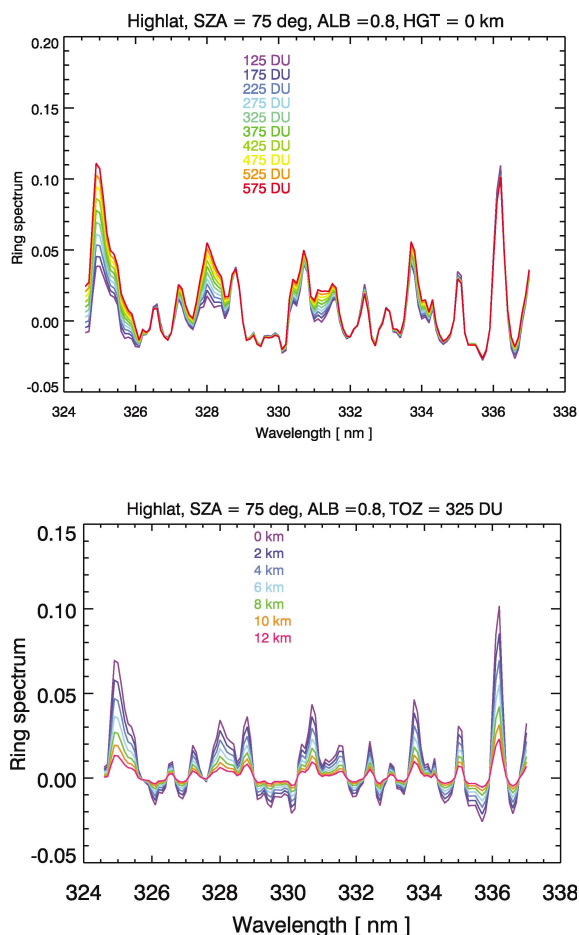 Highlat, SZA = 75 deg, ALB =0.8, HGT = 0 km
0.20
0.15
0.10
0.05
0.00
-0.05
Ring spectrum
125 DU
175 DU
225 DU
275 DU
325 DU
375 DU
425 DU
475 DU
525 DU
575 DU
324 326 328 330 332 334 336 338
Wavelength [ nm ]
Highlat, SZA = 75 deg, ALB =0.8, TOZ = 325 DU
0.15
0.10
0.05
0.00
-0.05
Ring spectrum
0 km
2 km
4 km
6 km
8 km
10 km
12 km
324 326 328 330 332 334 336 338
Wavelength [ nm ]